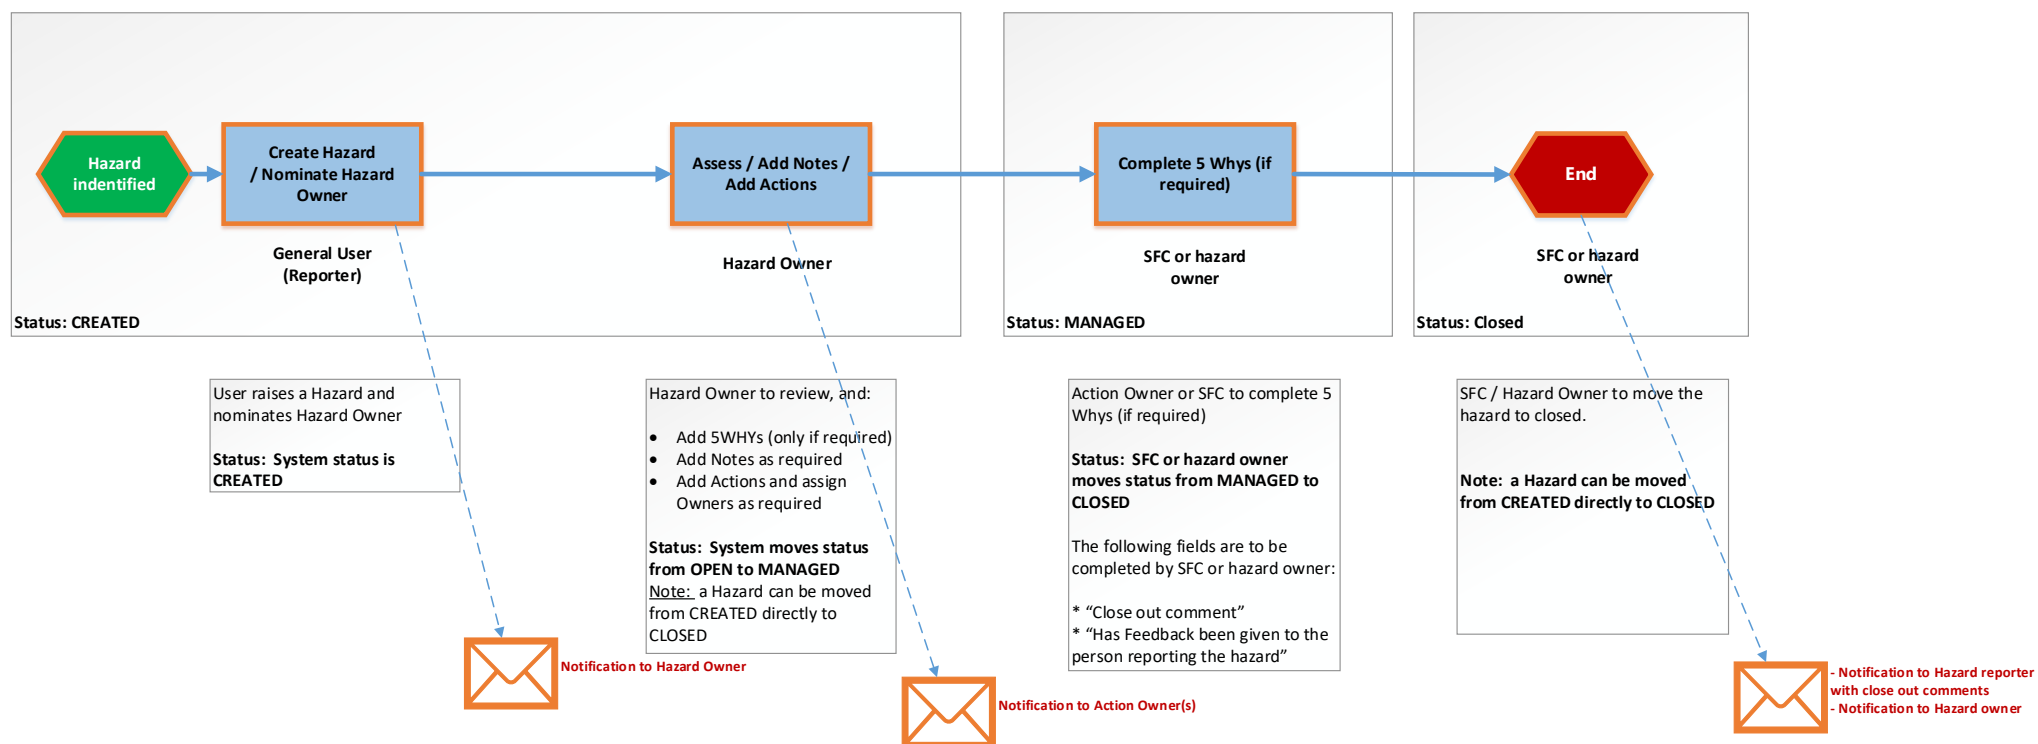 Hazard
indentified
Create Hazard
/ Nominate Hazard
Owner
General User
(Reporter)
Assess / Add Notes /
Add Actions
Hazard Owner
Status: CREATED
Complete 5 Whys (if
required)
SFC or hazard
owner
Status: MANAGED
End
SFC or hazard
owner
Status: Closed
User raises a Hazard and
nominates Hazard Owner
Status:  System status is
CREATED
Hazard Owner to review, and:
• Add 5WHYs (only if required)
• Add Notes as required
• Add Actions and assign
Owners as required
Status:  System moves status
from OPEN to MANAGED
Note:  a Hazard can be moved
from CREATED directly to
CLOSED
Action Owner or SFC to complete 5
Whys (if required)
Status:  SFC or hazard owner
moves status from MANAGED to
CLOSED
The following fields are to be
completed by SFC or hazard owner:
* “Close out comment”
* “Has Feedback been given to the
person reporting the hazard”
SFC / Hazard Owner to move the
hazard to closed.
Note:  a Hazard can be moved
from CREATED directly to CLOSED
Notification to Hazard Owner
Notification to Action Owner(s)
- Notification to Hazard reporter
with close out comments
- Notification to Hazard owner